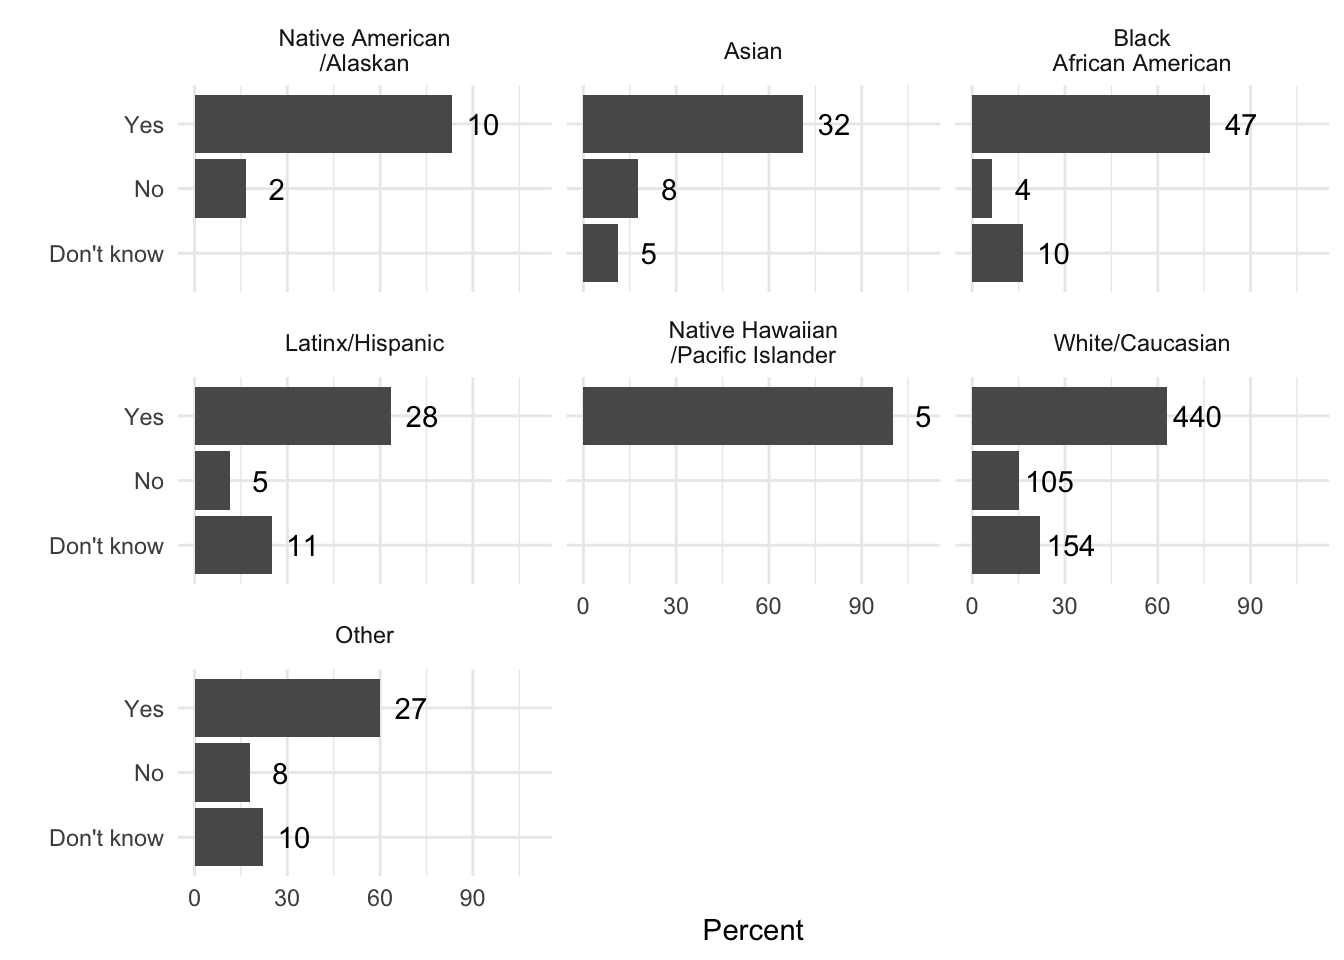 Native American
/Alaskan
Asian
Black
African American
Yes
10
32
47
No
2
8
4
Don't know
5
10
Latinx/Hispanic
Native Hawaiian
/Pacific Islander
White/Caucasian
Yes
28
5
440
No
5
105
Don't know
11
154
0 30 60 90
0 30 60 90
Other
Yes
27
No
8
Don't know
10
0 30 60 90
Percent